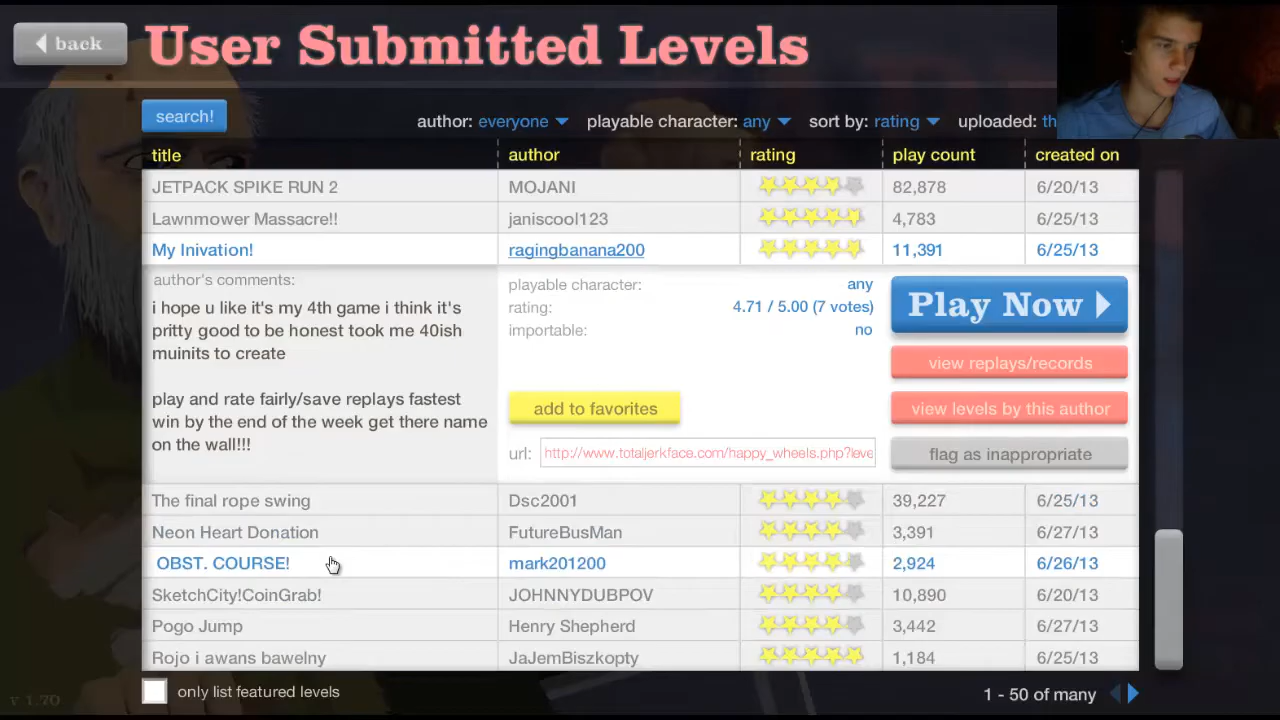 back
User Submitted Levels
search!
author: everyone playable character: any sort by: rating uploaded: th
title author rating play count created on
JETPACK SPIKE RUN 2 MOJANI 82,878 6/20/13
Lawnmower Massacre!! janiscool123 4,783 6/25/13
My Inivation! ragingbanana200 11,391 6/25/13
author's comments:
i hope u like it's my 4th game i think it's
pritty good to be honest took me 40ish
muinits to create
play and rate fairly/save replays fastest
win by the end of the week get there name
on the wall!!!
playable character: any
rating: 4.71 / 5.00 (7 votes)
importable: no
add to favorites
url: http://www.totaljerkface.com/happy_wheels.php?leve
Play Now
view replays/records
view levels by this author
flag as inappropriate
The final rope swing Dsc2001 39,227 6/25/13
Neon Heart Donation FutureBusMan 3,391 6/27/13
OBST. COURSE! mark201200 2,924 6/26/13
SketchCity!CoinGrab! JOHNNYDUBPOV 10,890 6/20/13
Pogo Jump Henry Shepherd 3,442 6/27/13
Rojo i awans bawelny JaJemBiszkopty 1,184 6/25/13
only list featured levels
1 - 50 of many
v 1.70